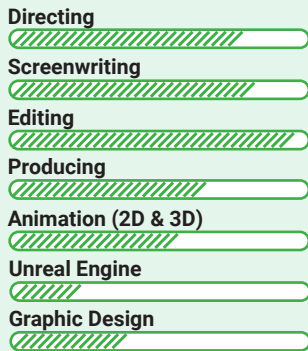 Directing
Screenwriting
Editing
Producing
Animation (2D & 3D)
Unreal Engine
Graphic Design